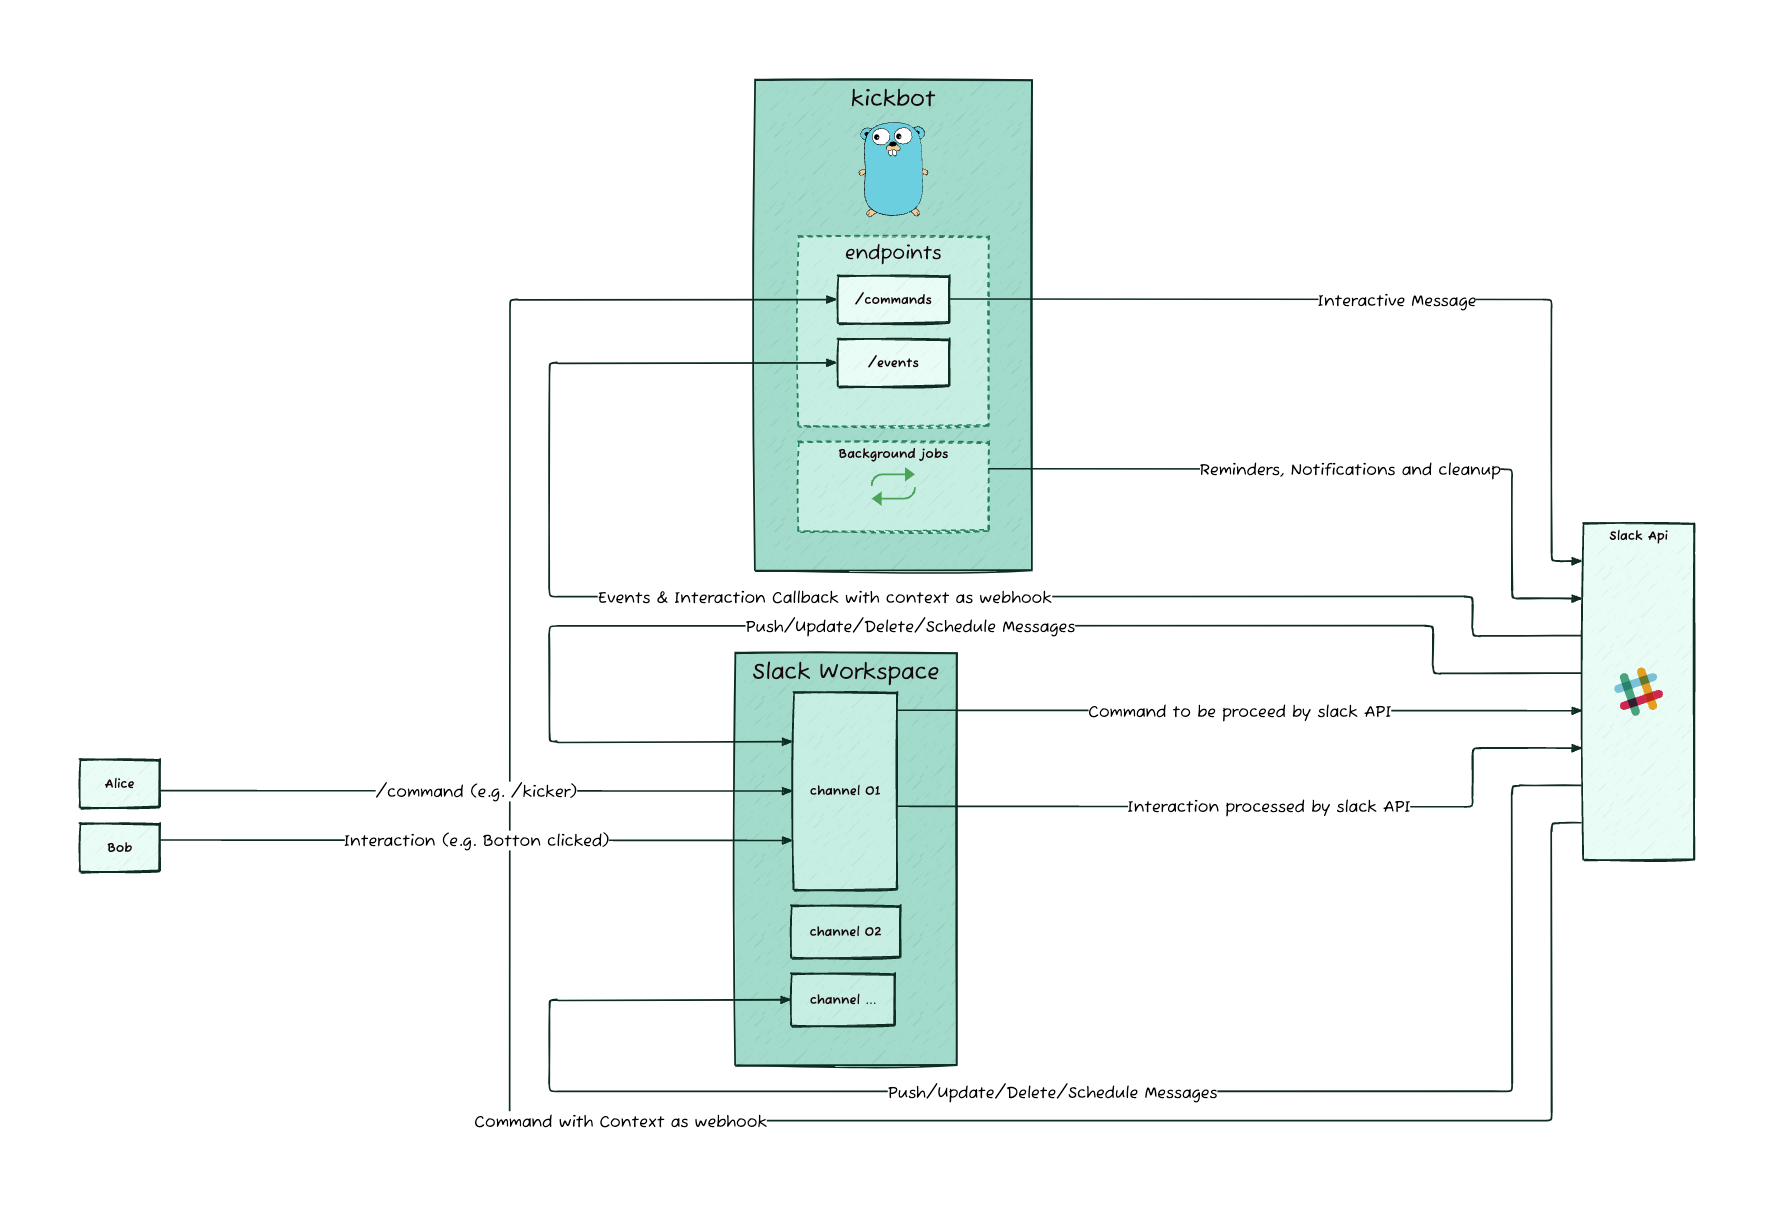 kickbot
endpoints
/commands
Interactive Message
/events
Background jobs
Reminders, Notifications and cleanup
Slack Api
Events & Interaction Callback with context as webhook
Push/Update/Delete/Schedule Messages
Slack Workspace
Command to be proceed by slack API
Alice
/command (e.g. /kicker)
channel 01
Interaction processed by slack API
Bob
Interaction (e.g. Botton clicked)
channel 02
channel ...
Push/Update/Delete/Schedule Messages
Command with Context as webhook